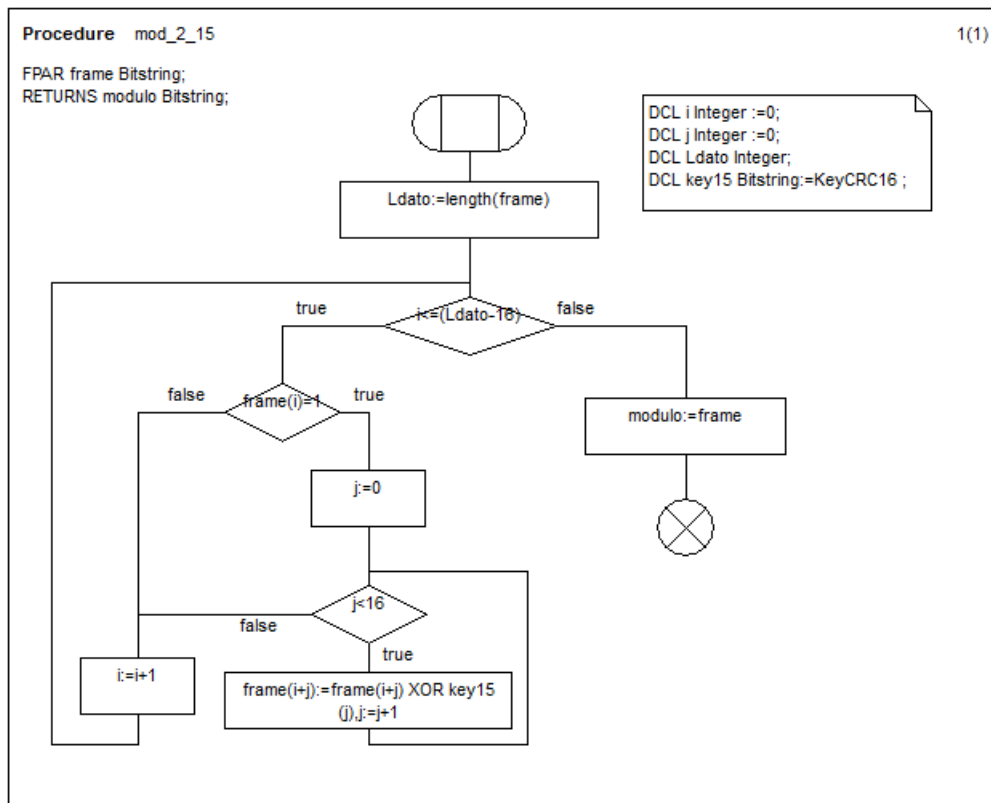 Procedure mod_2_15
1(1)
FPAR frame Bitstring;
RETURNS modulo Bitstring;
DCL i Integer :=0;
DCL j Integer :=0;
DCL Ldato Integer;
DCL key15 Bitstring:=KeyCRC16 ;
Ldato:=length(frame)
true
i<=(Ldato-16)
false
false
frame(i)=1
true
modulo:=frame
j:=0
j<16
false
true
i:=i+1
frame(i+j):=frame(i+j) XOR key15
(j),j:=j+1